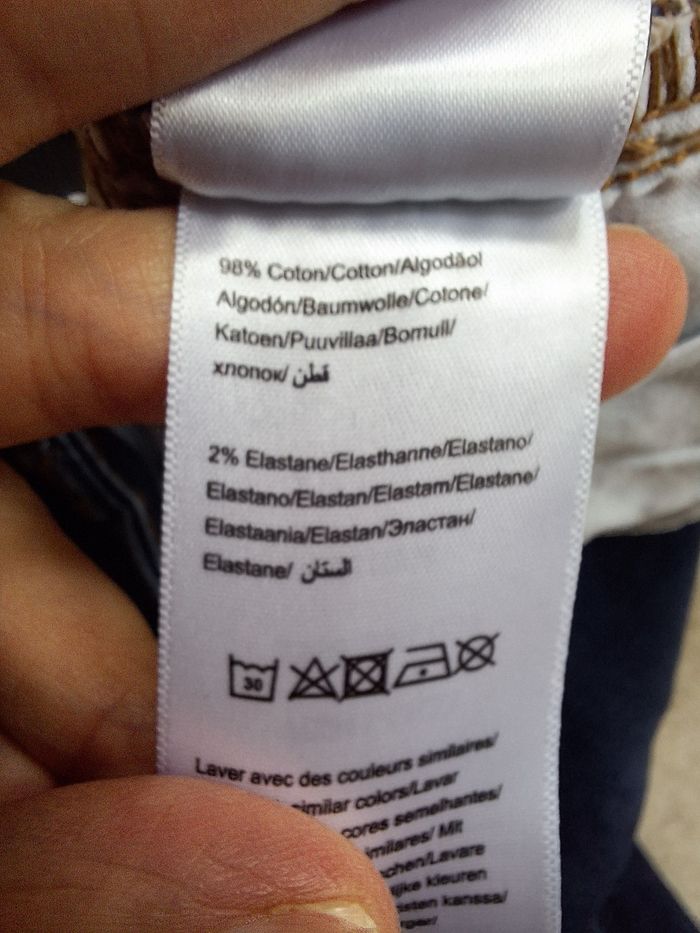 98% Coton/Cotton/Algodãol
Algodón/Baumwolle/Cotone/
Katoen/Puuvillaa/Bomull/
хлопок/ قطن
2% Elastane/Elasthanne/Elastano/
Elastano/Elastan/Elastam/Elastane/
Elastaania/Elastan/Эластан/
Elastane/ الستان
30
Laver avec des couleurs similaires/
similar colors/Lavar
cores semelhantes/
similares/ Mit
/Lavare
kleuren
kanssa/